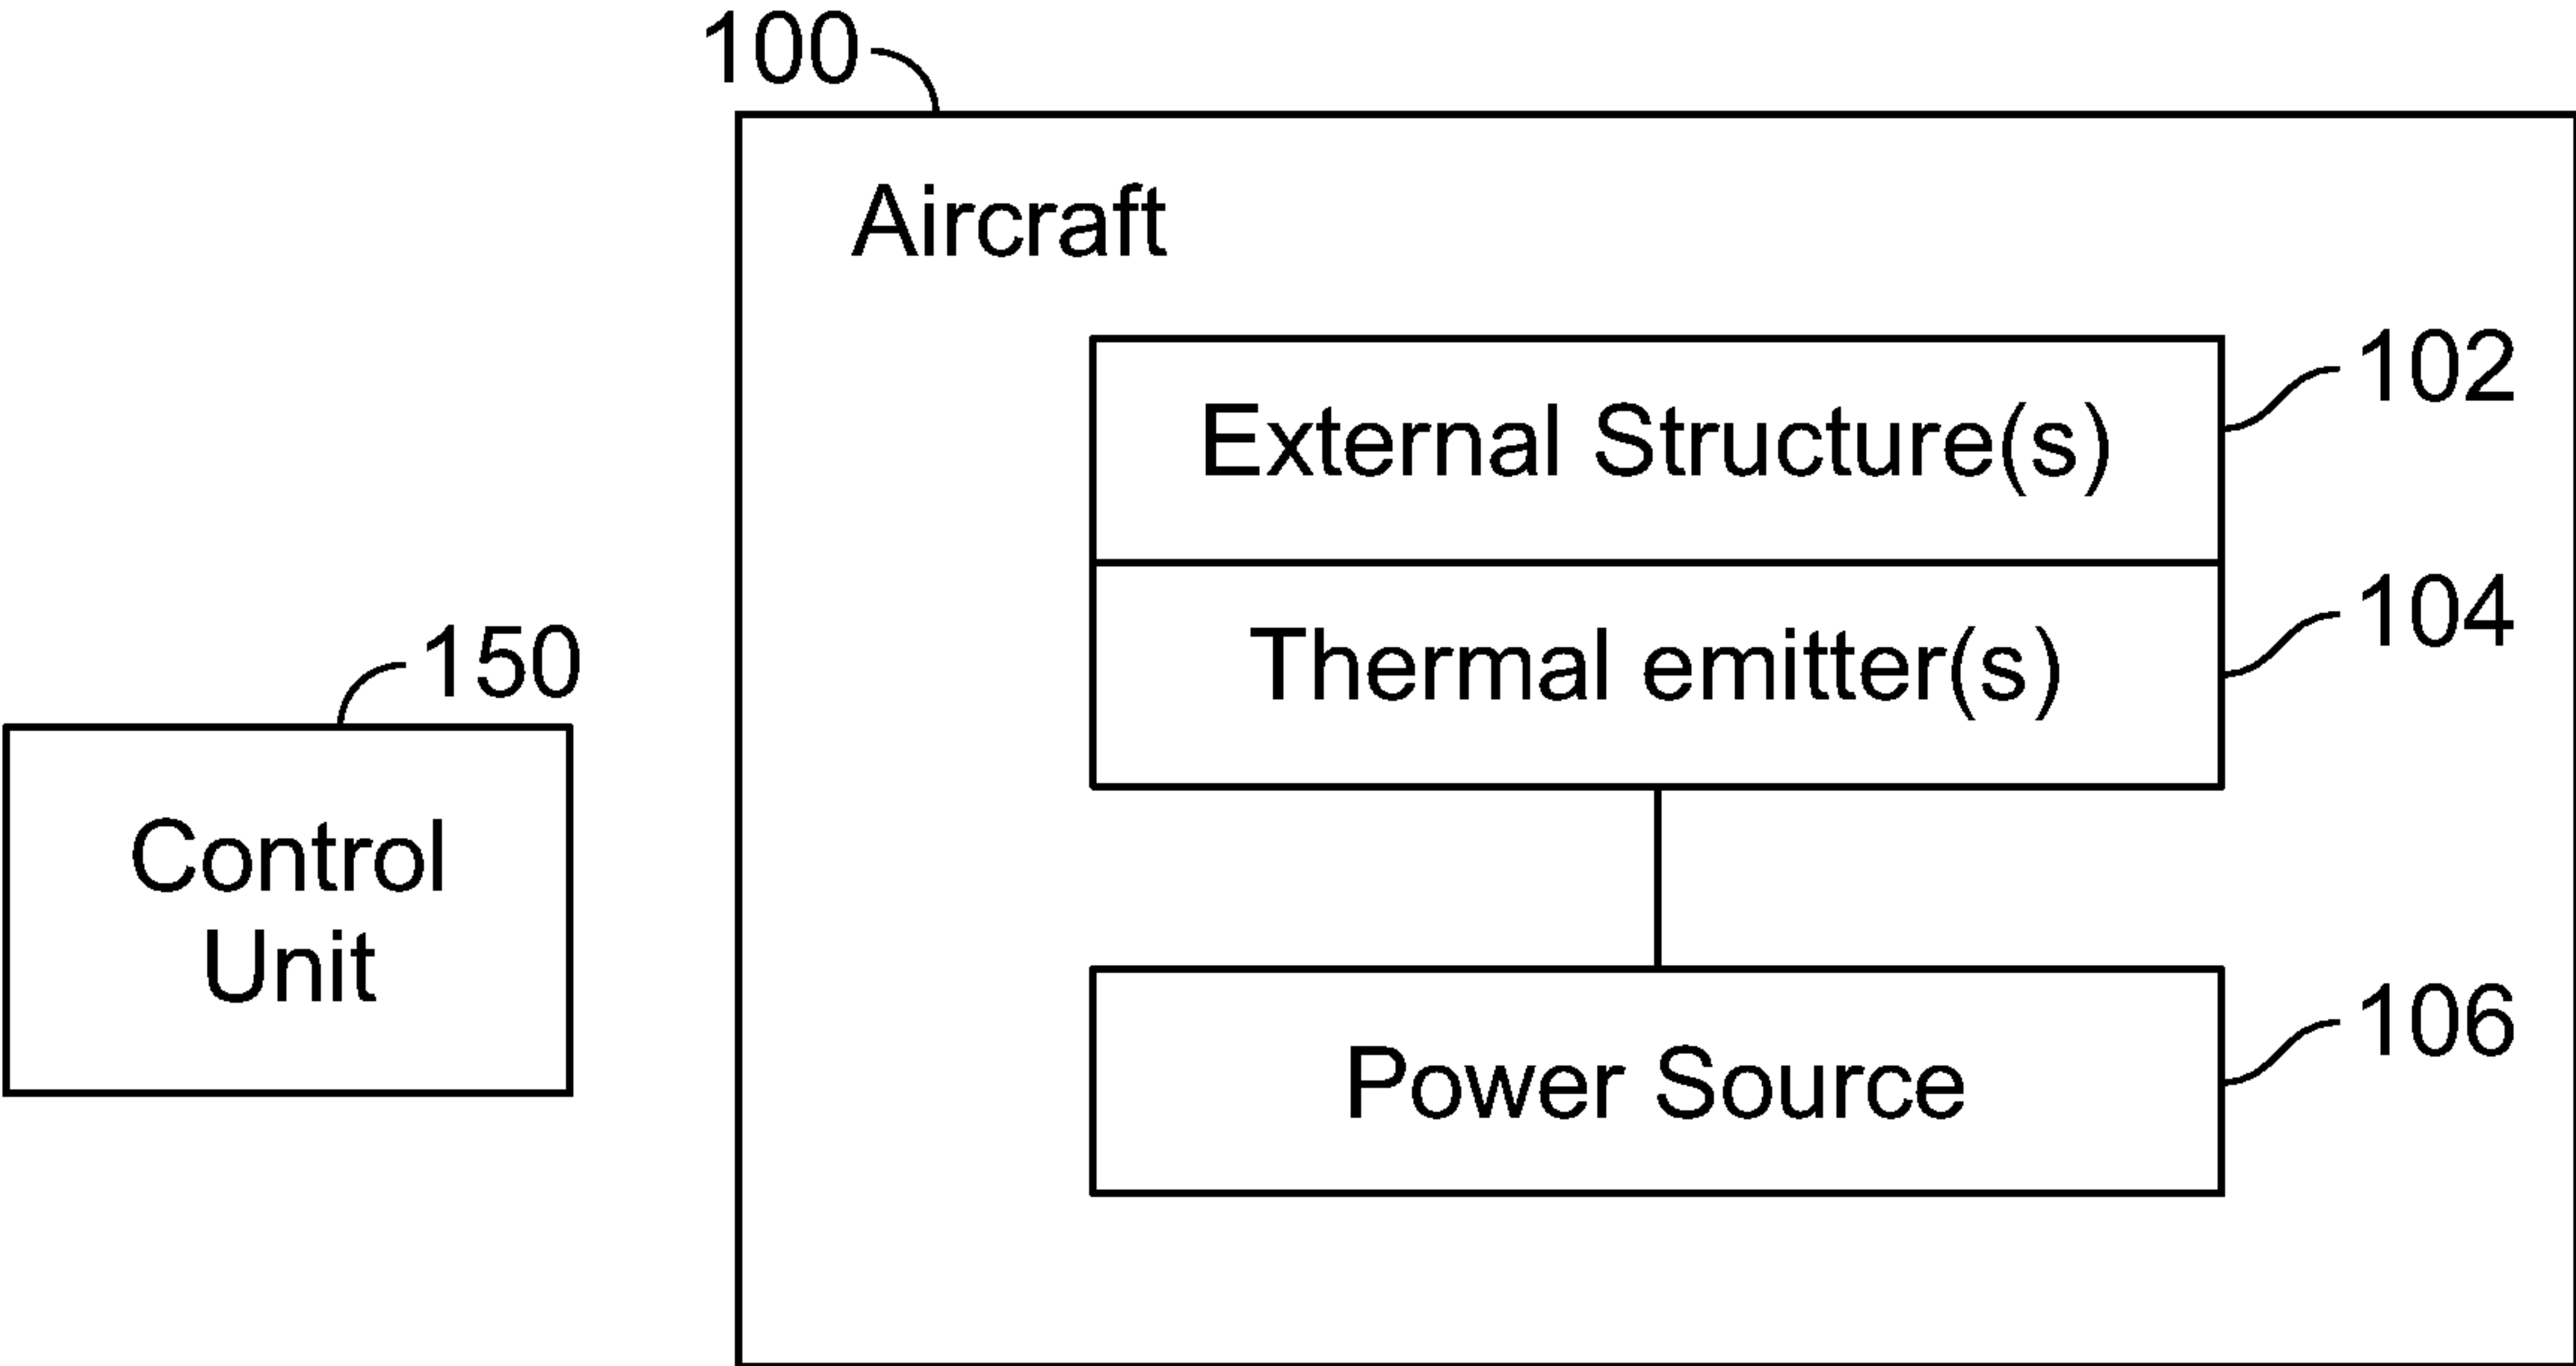 100
Aircraft
External Structure(s)
102
Thermal emitter(s)
104
150
Control
Unit
Power Source
106